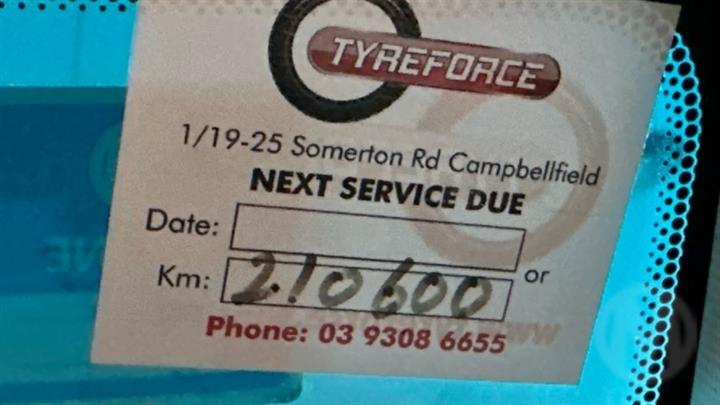 TYREFORCE
1/19-25 Somerton Rd Campbellfield
NEXT SERVICE DUE
Date:
or
Km: 210600
Phone: 03 9308 6655